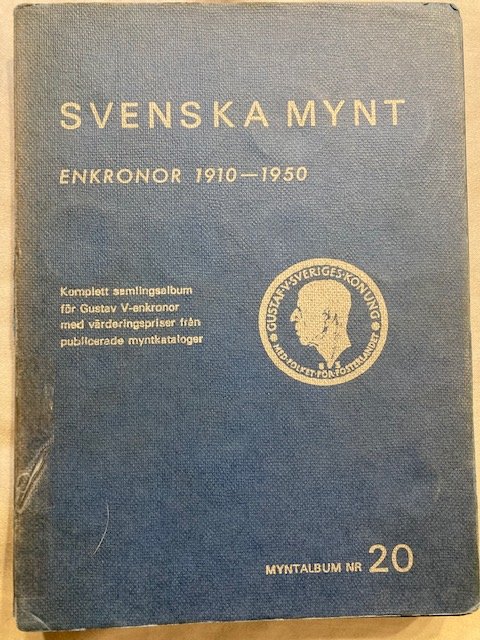 SVENSKA MYNT
ENKRONOR 1910—1950
Komplett samlingsalbum
för Gustav V-enkronor
med värderingspriser från
publicerade myntkataloger
GUSTAF·V·SVERIGES·KONUNG
MED·FOLKET·FÖR·FOSTERLANDET
MYNTALBUM NR 20